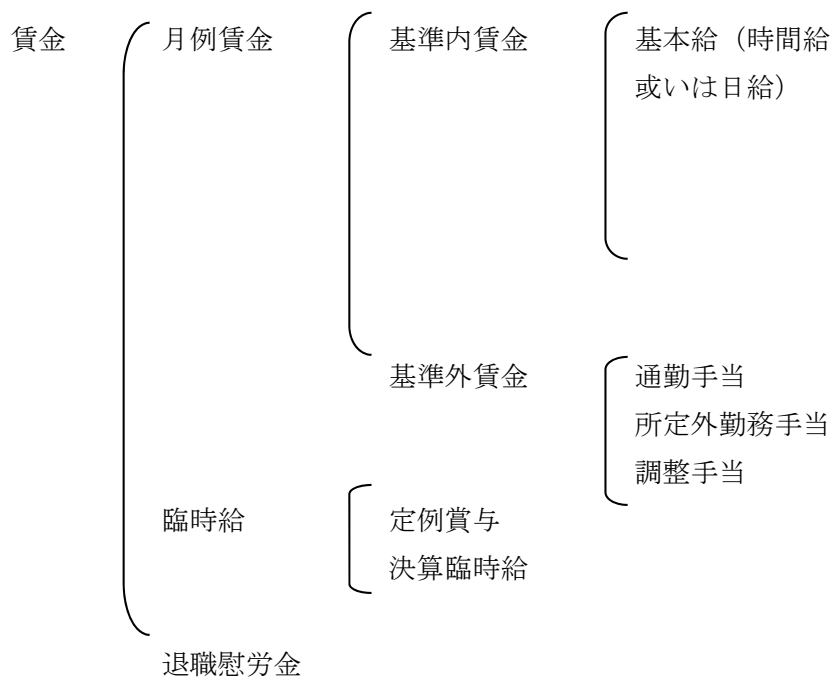 賃金 月例賃金 基準内賃金 基本給（時間給
或いは日給）
基準外賃金 通勤手当
所定外勤務手当
調整手当
臨時給 定例賞与
決算臨時給
退職慰労金